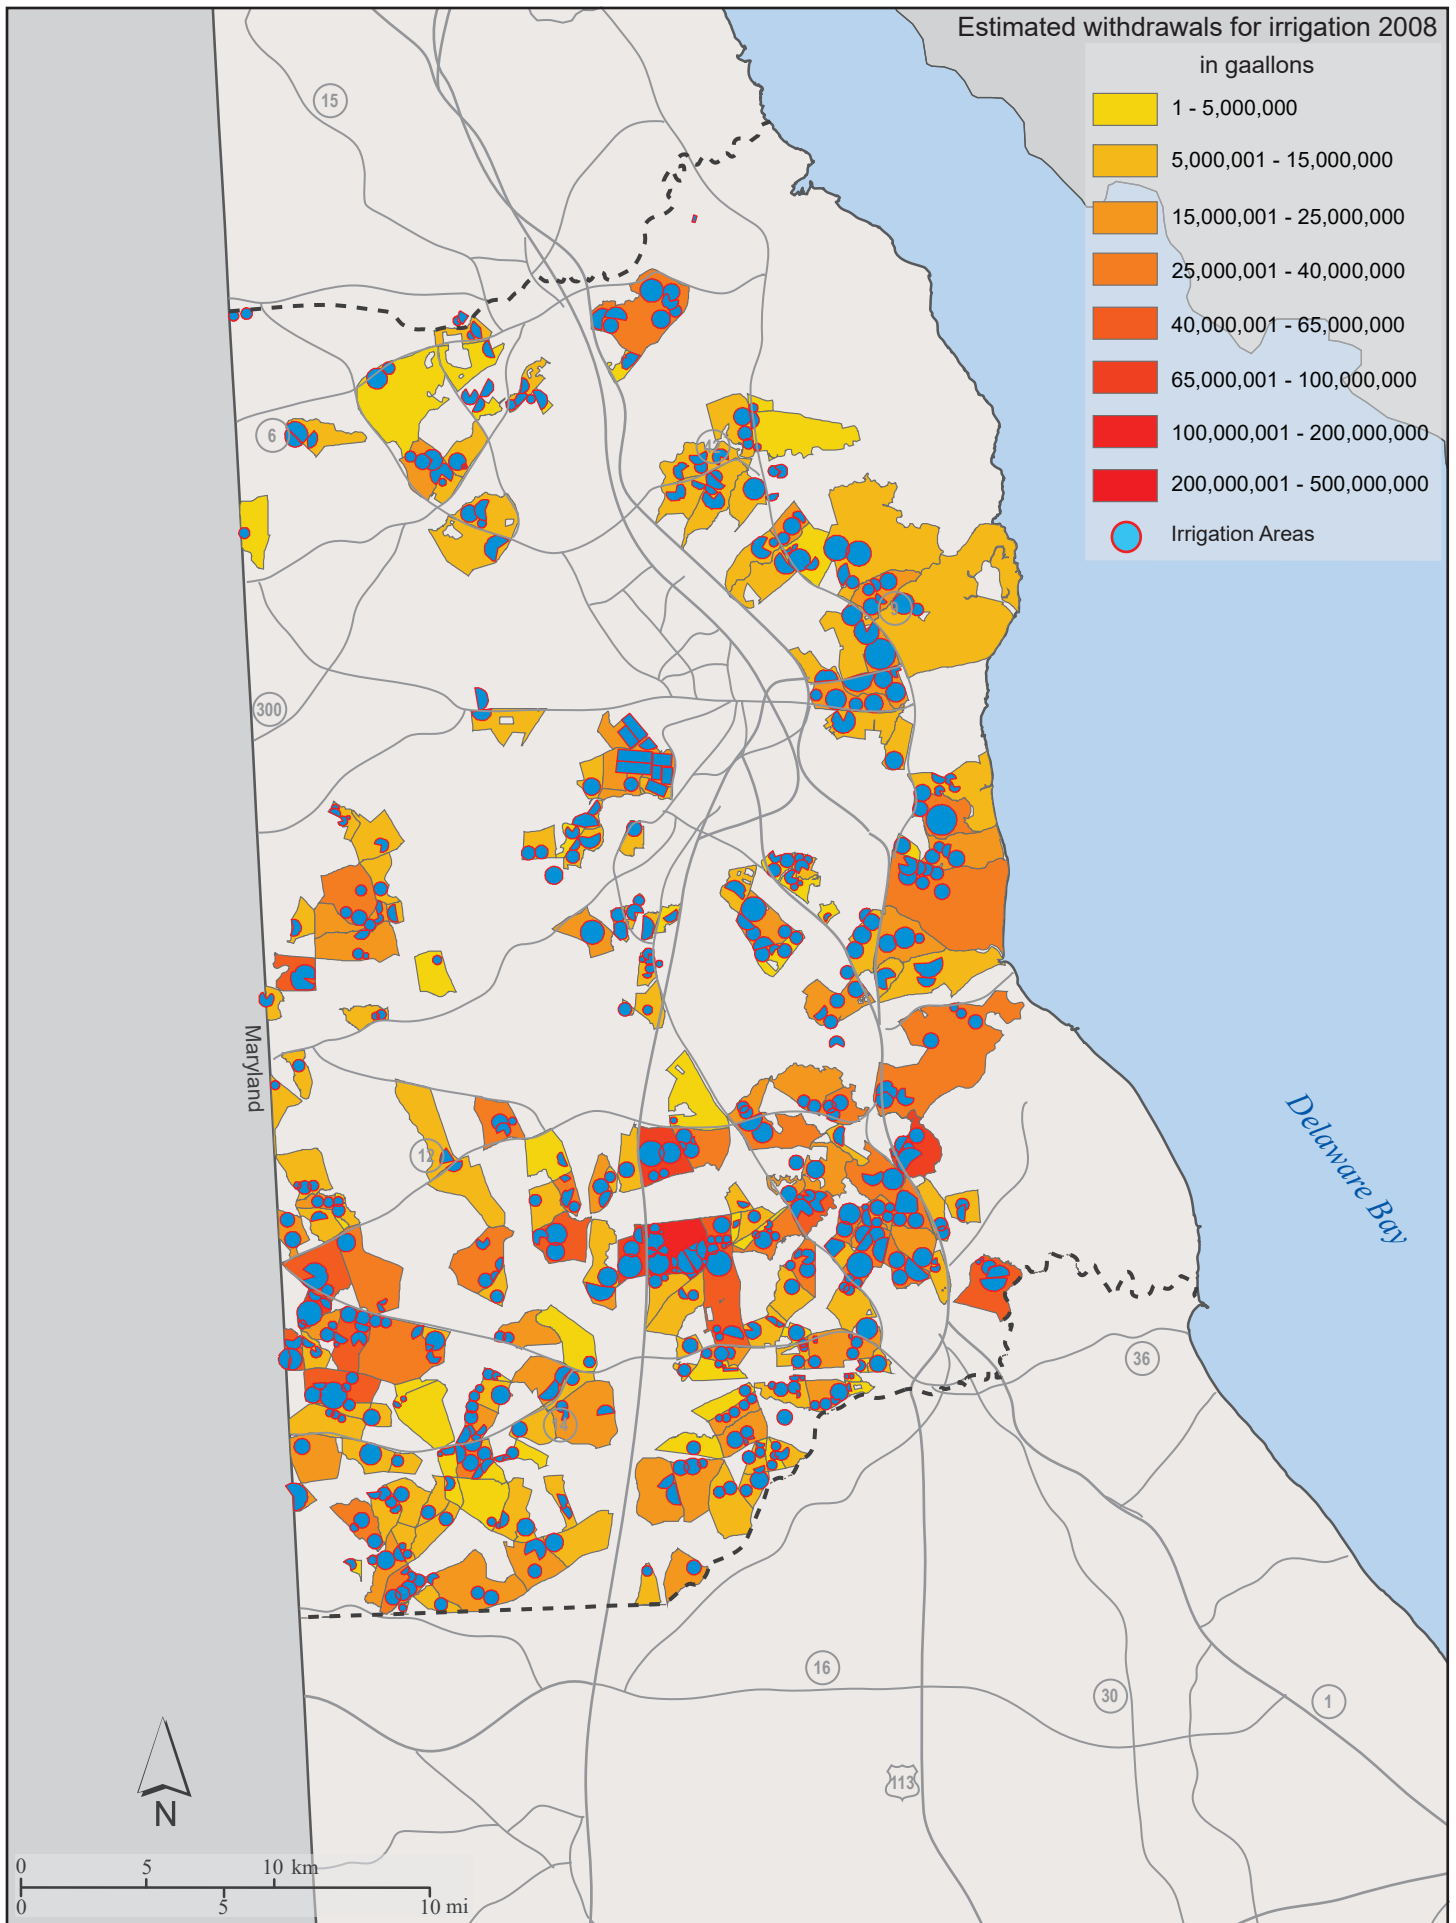 Estimated withdrawals for irrigation 2008
in gaallons
1 - 5,000,000
5,000,001 - 15,000,000
15,000,001 - 25,000,000
25,000,001 - 40,000,000
40,000,001 - 65,000,000
65,000,001 - 100,000,000
100,000,001 - 200,000,000
200,000,001 - 500,000,000
Irrigation Areas
15
6
42
9
300
Maryland
Delaware Bay
12
36
14
16
30
1
113
N
0 5 10 km
0 5 10 mi